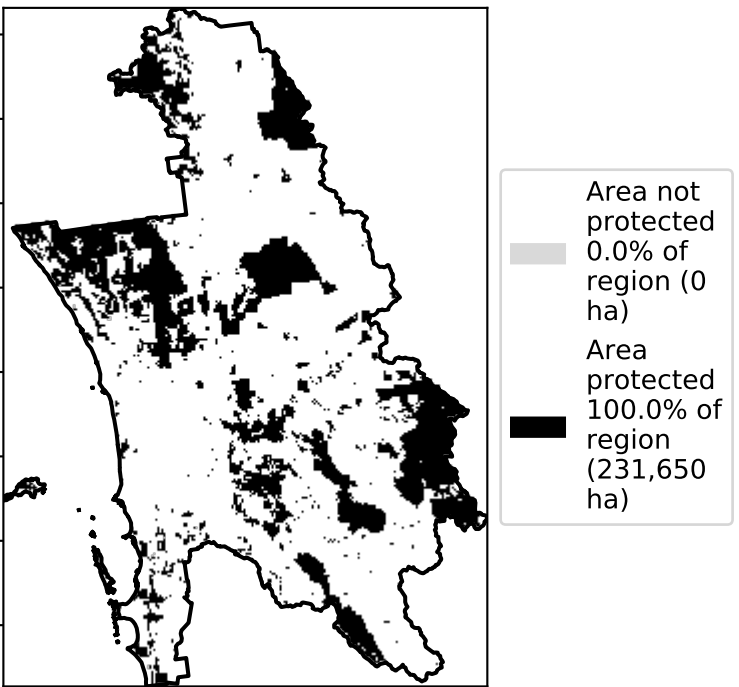 Area not
protected
0.0% of
region (0
ha)
Area
protected
100.0% of
region
(231,650
ha)